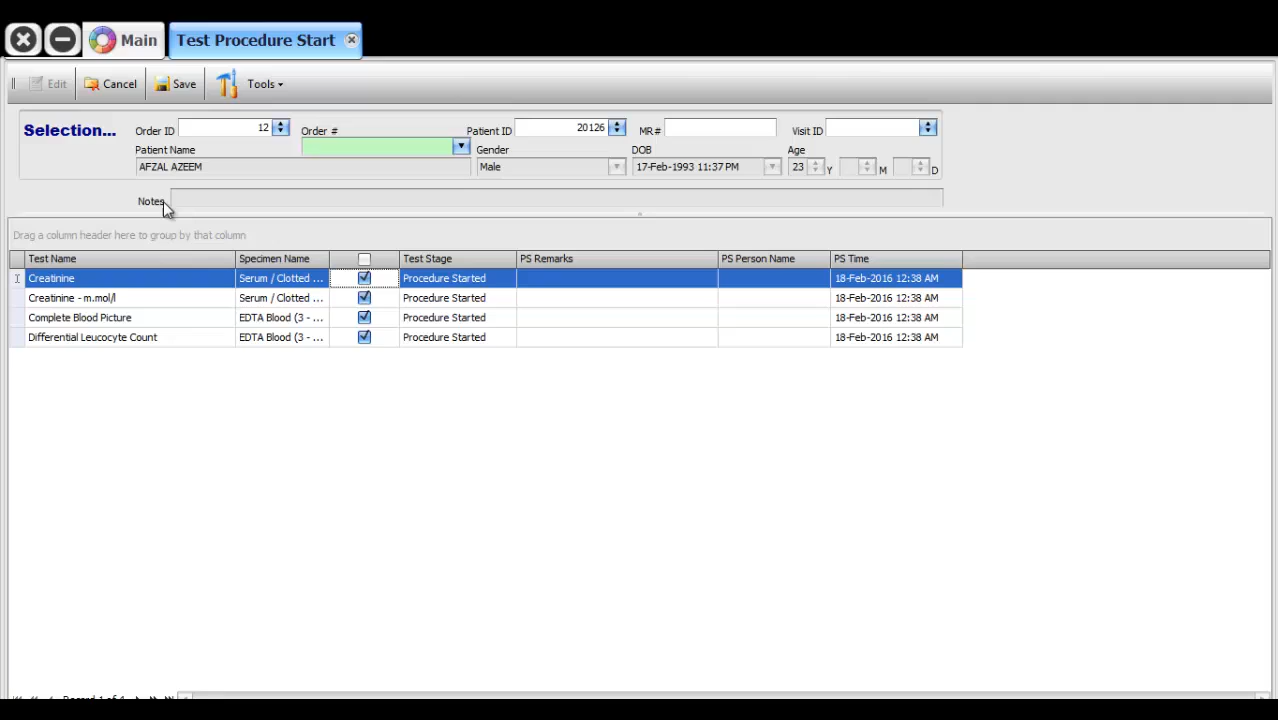 Main
Test Procedure Start
Edit
Cancel
Save
Tools
Selection...
Order ID
12
Order #
Patient ID
20126
MR#
Visit ID
Patient Name
Gender
DOB
Age
AFZAL AZEEM
Male
17-Feb-1993 11:37 PM
23
Y
M
D
Notes
Drag a column header here to group by that column
Test Name Specimen Name Test Stage PS Remarks PS Person Name PS Time
Creatinine Serum / Clotted ... Procedure Started 18-Feb-2016 12:38 AM
Creatinine - m.mol/l Serum / Clotted ... Procedure Started 18-Feb-2016 12:38 AM
Complete Blood Picture EDTA Blood (3 - ... Procedure Started 18-Feb-2016 12:38 AM
Differential Leucocyte Count EDTA Blood (3 - ... Procedure Started 18-Feb-2016 12:38 AM
Record 1 of 4